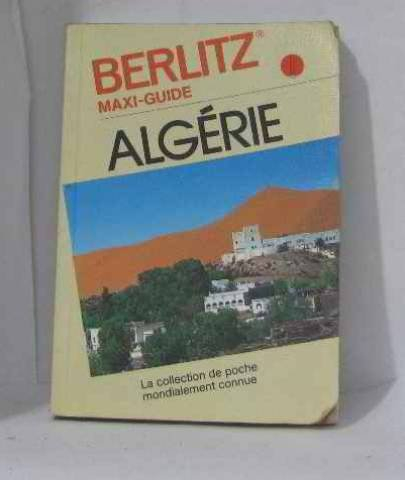 BERLITZ®
MAXI-GUIDE
ALGÉRIE
La collection de poche
mondialement connue